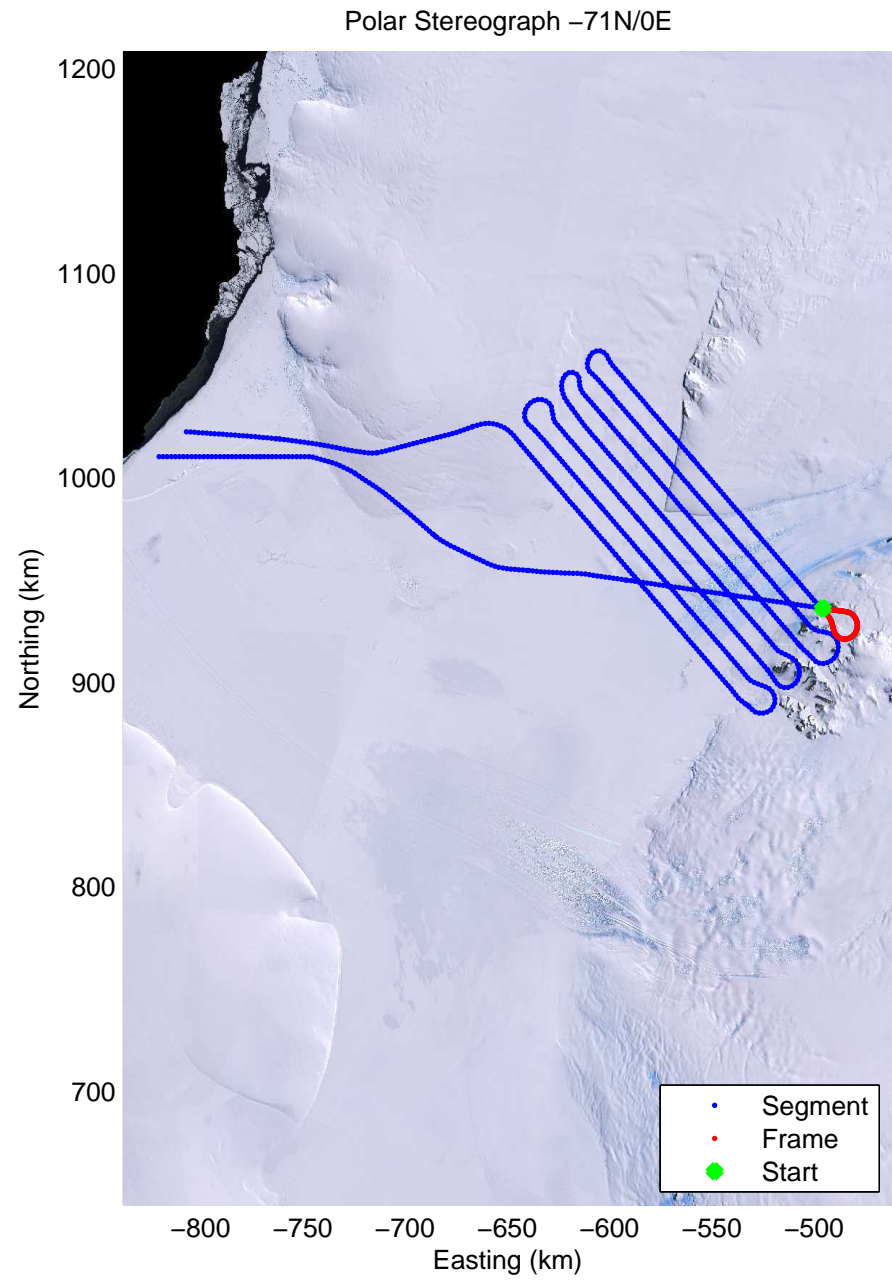 Polar Stereograph −71N/0E
1200
1100
1000
900
800
700
Northing (km)
−800 −750 −700 −650 −600 −550 −500
Easting (km)
Segment
Frame
Start